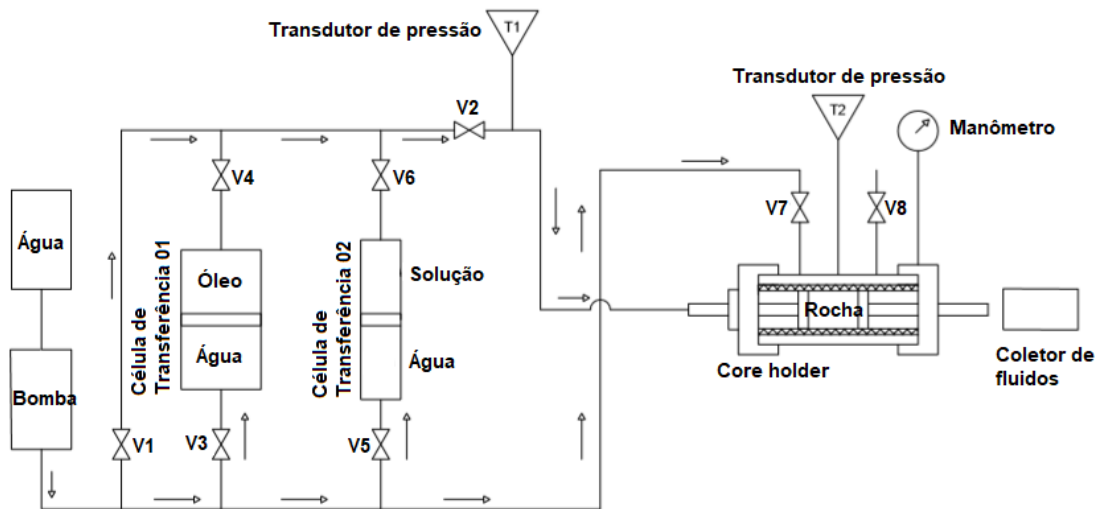 Transdutor de pressão
T1
Transdutor de pressão
T2
Manômetro
V2
V4
V6
V7
V8
Água
Célula de
Transferência 01
Óleo
Água
Célula de
Transferência 02
Solução
Água
Rocha
Core holder
Coletor de
fluidos
Bomba
V1
V3
V5